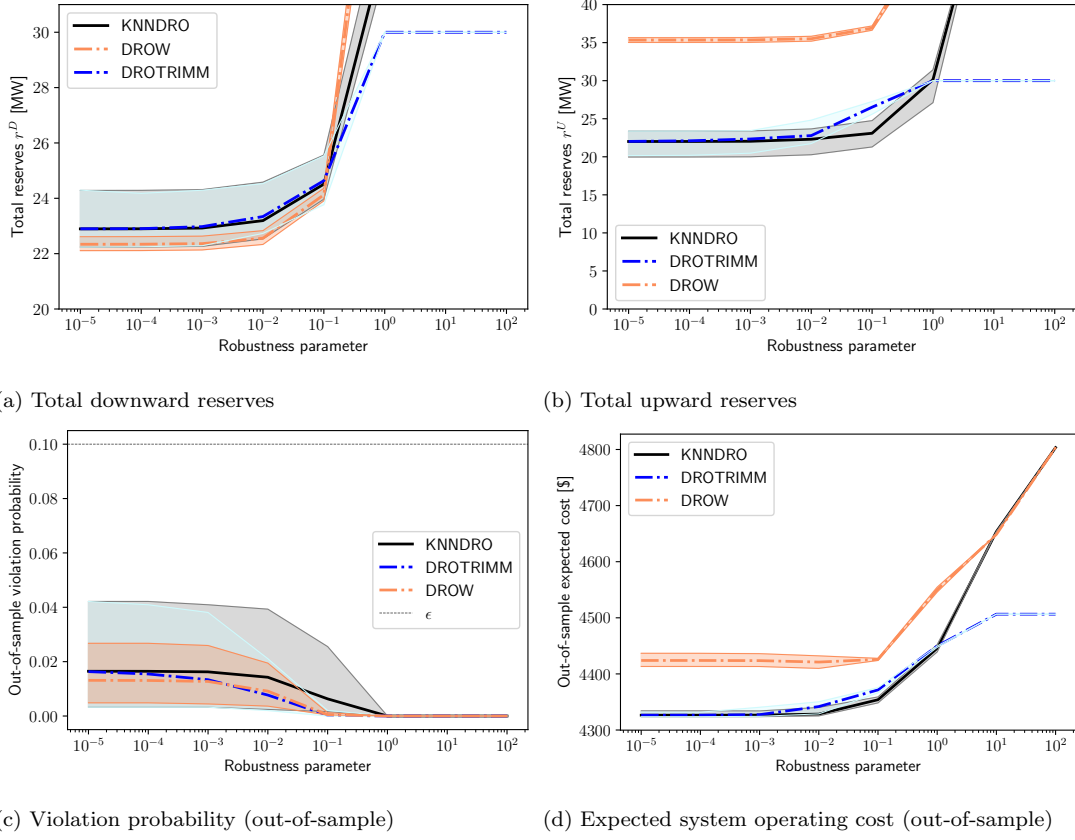 30
28
26
24
22
20
Total reserves r^D [MW]
KNNDRO
DROW
DROTRIMM
10^-5 10^-4 10^-3 10^-2 10^-1 10^0 10^1 10^2
Robustness parameter
(a) Total downward reserves
40
35
30
25
20
15
10
5
0
Total reserves r^U [MW]
KNNDRO
DROTRIMM
DROW
10^-5 10^-4 10^-3 10^-2 10^-1 10^0 10^1 10^2
Robustness parameter
(b) Total upward reserves
0.10
0.08
0.06
0.04
0.02
0.00
Out-of-sample violation probability
KNNDRO
DROTRIMM
DROW
ϵ
10^-5 10^-4 10^-3 10^-2 10^-1 10^0 10^1 10^2
Robustness parameter
(c) Violation probability (out-of-sample)
4800
4700
4600
4500
4400
4300
Out-of-sample expected cost [$]
KNNDRO
DROTRIMM
DROW
10^-5 10^-4 10^-3 10^-2 10^-1 10^0 10^1 10^2
Robustness parameter
(d) Expected system operating cost (out-of-sample)